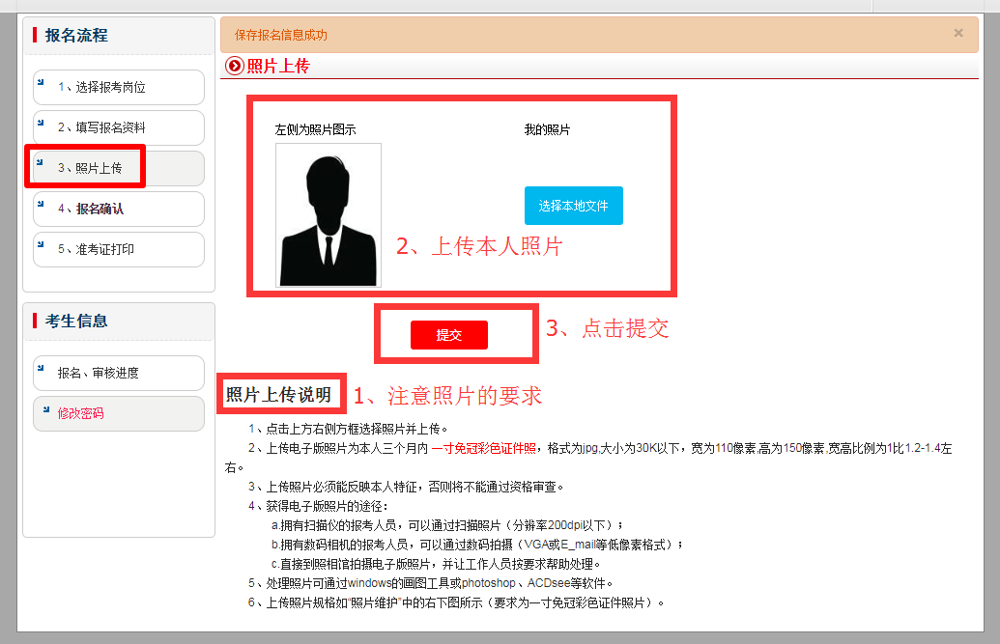 报名流程
1、选择报考岗位
2、填写报名资料
3、照片上传
4、报名确认
5、准考证打印
考生信息
报名、审核进度
修改密码
保存报名信息成功
×
照片上传
左侧为照片图示
我的照片
选择本地文件
2、上传本人照片
提交
3、点击提交
照片上传说明
1、注意照片的要求
1、点击上方右侧方框选择照片并上传。
2、上传电子版照片为本人三个月内 一寸免冠彩色证件照，格式为jpg,大小为30K以下，宽为110像素,高为150像素,宽高比例为1比1.2-1.4左
右。
3、上传照片必须能反映本人特征，否则将不能通过资格审查。
4、获得电子版照片的途径：
a.拥有扫描仪的报考人员，可以通过扫描照片（分辨率200dpi以下）；
b.拥有数码相机的报考人员，可以通过数码拍摄（VGA或E_mail等低像素格式）；
c.直接到照相馆拍摄电子版照片，并让工作人员按要求帮助处理。
5、处理照片可通过windows的画图工具或photoshop、ACDsee等软件。
6、上传照片规格如“照片维护”中的右下图所示（要求为一寸免冠彩色证件照片）。